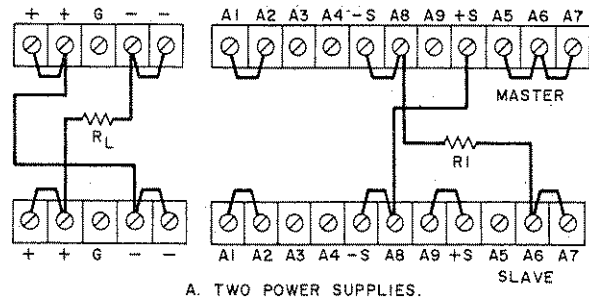 + + G - - A1 A2 A3 A4 -S A8 A9 +S A5 A6 A7
MASTER
RL
R1
+ + G - - A1 A2 A3 A4 -S A8 A9 +S A5 A6 A7
SLAVE
A. TWO POWER SUPPLIES.